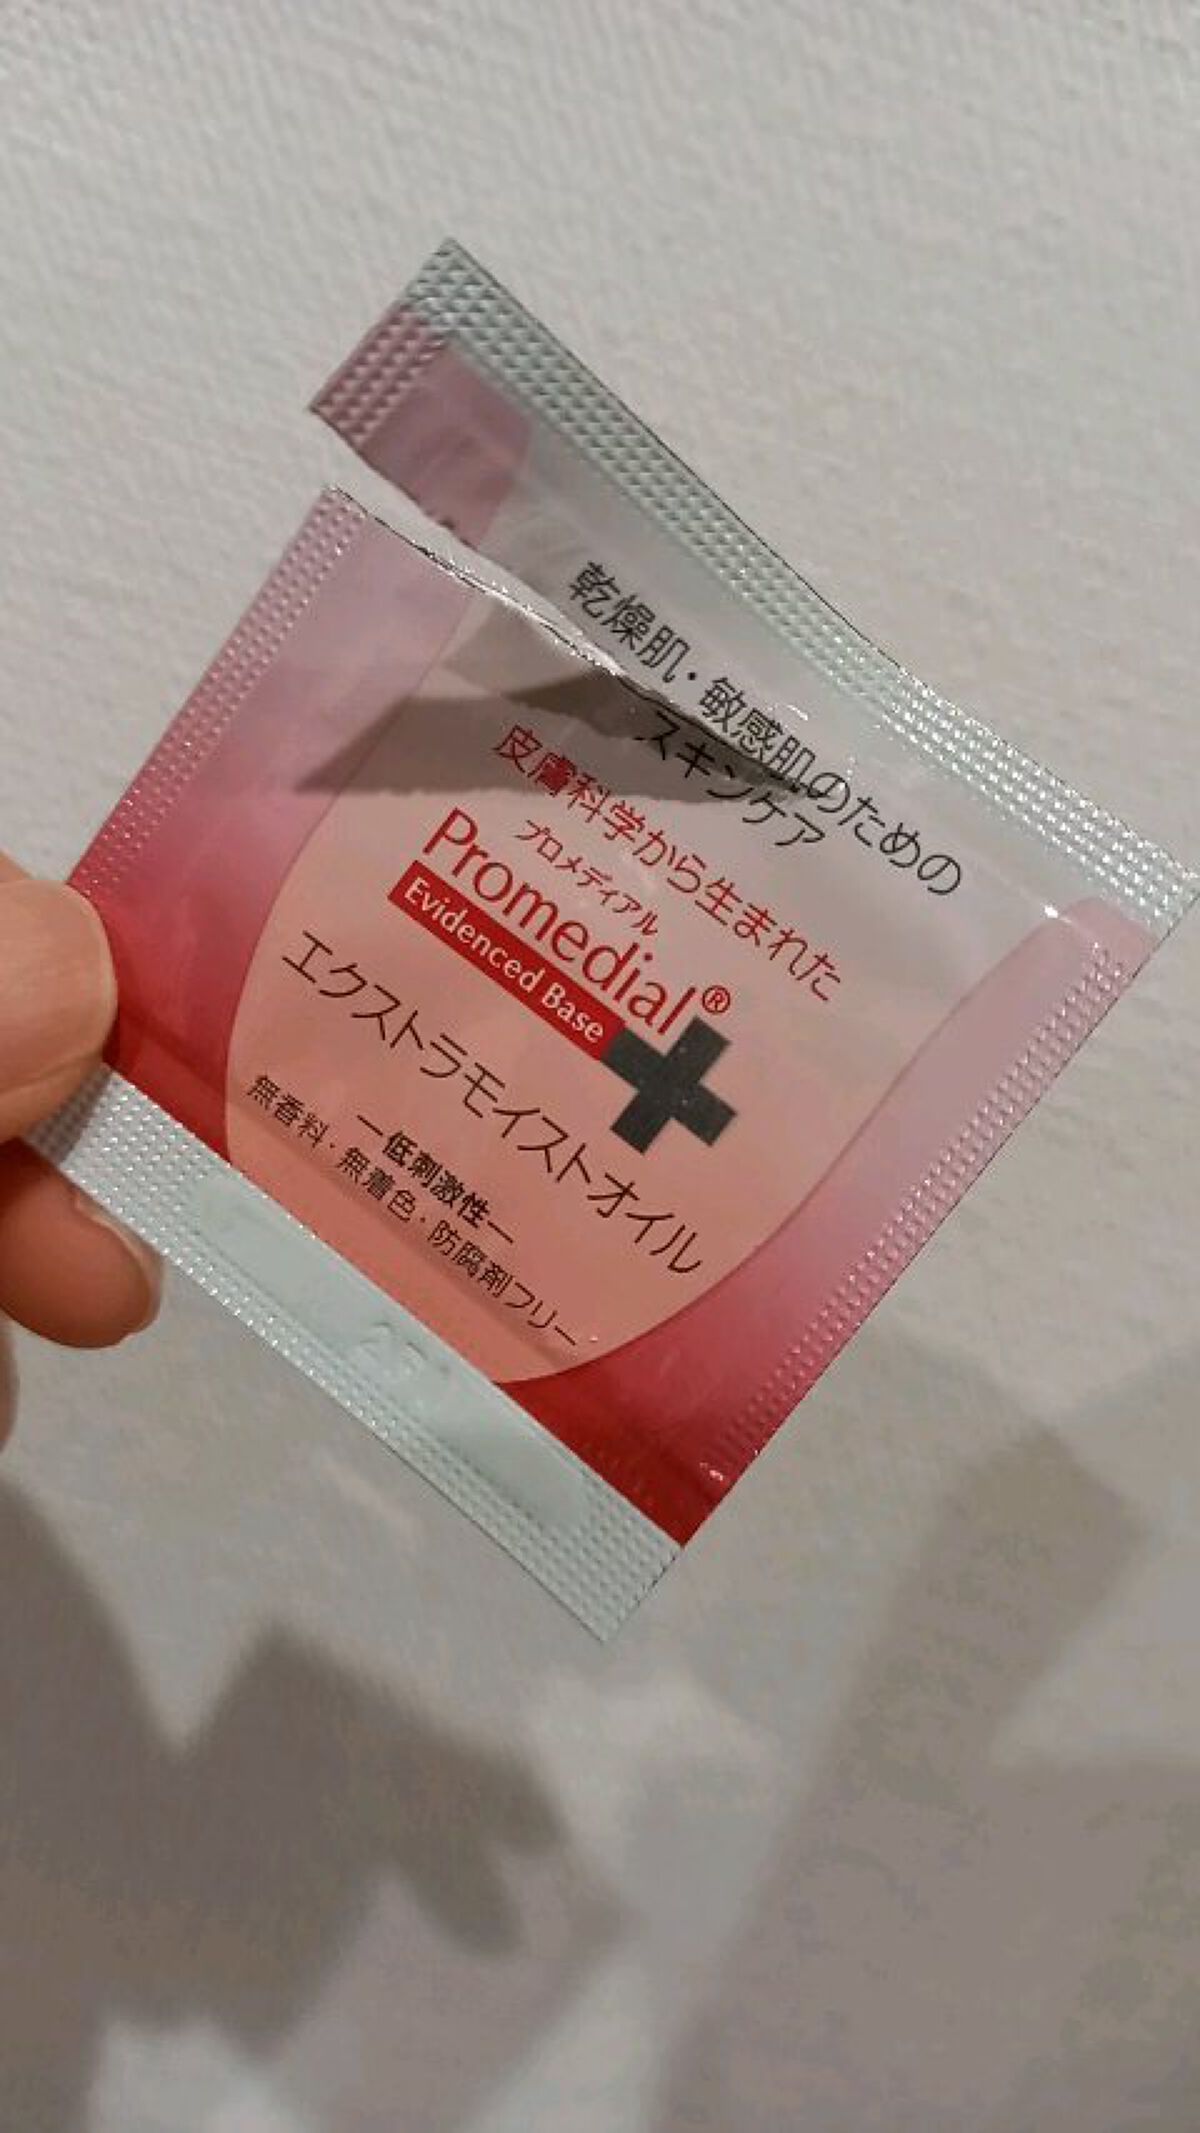 乾燥肌・敏感肌のための
スキンケア
皮膚科学から生まれた
プロメディアル
Promedial®
Evidenced Base
エクストラモイストオイル
―低刺激性―
無香料・無着色・防腐剤フリー